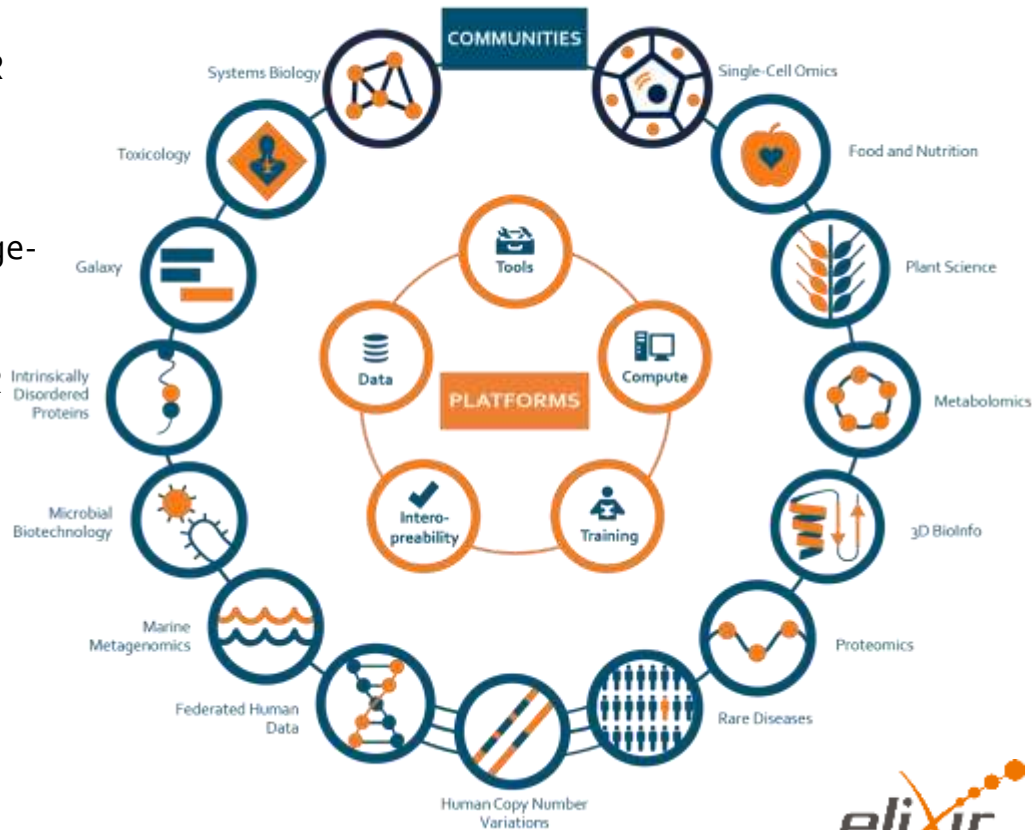 R
ge-
COMMUNITIES
Systems Biology
Single-Cell Omics
Toxicology
Food and Nutrition
Galaxy
Plant Science
Intrinsically
Disordered
Proteins
Metabolomics
Microbial
Biotechnology
3D BioInfo
Marine
Metagenomics
Proteomics
Federated Human
Data
Rare Diseases
Human Copy Number
Variations
Tools
Data
Compute
PLATFORMS
Intero-
preability
Training
elixir